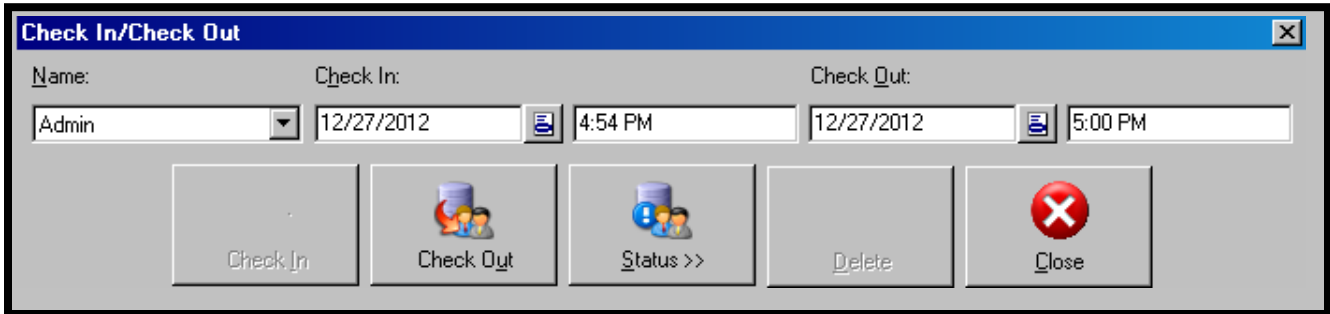 Check In/Check Out
Name: Check In: Check Out:
Admin 12/27/2012 4:54 PM 12/27/2012 5:00 PM
Check In Check Out Status >> Delete Close